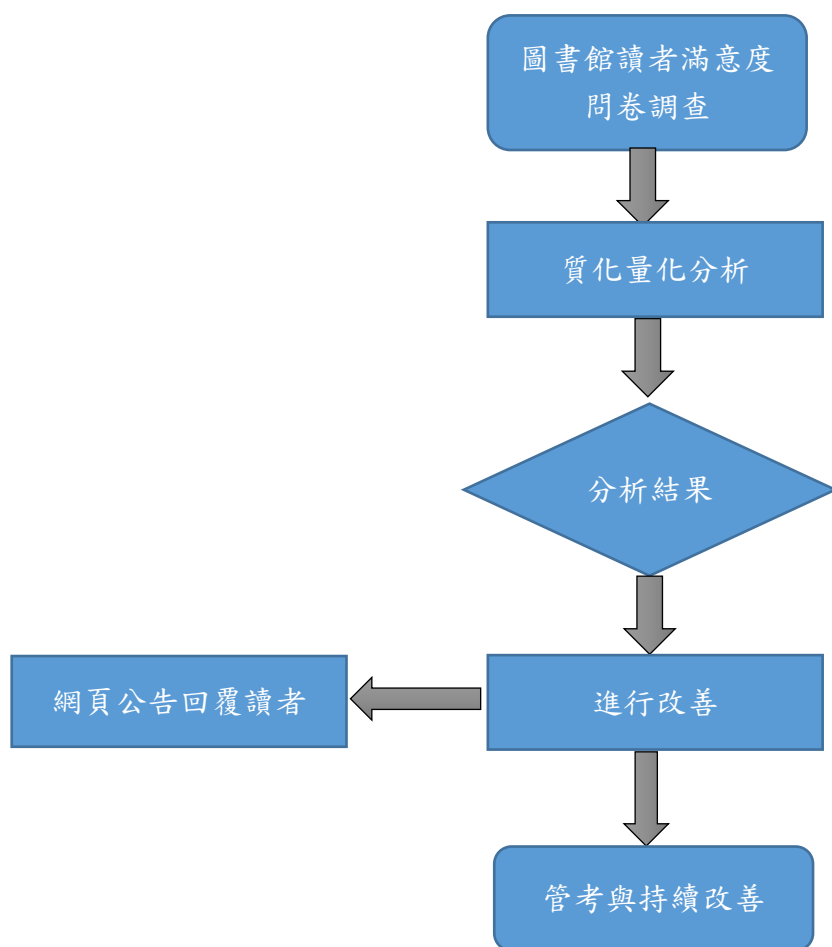 圖書館讀者滿意度
問卷調查
質化量化分析
分析結果
進行改善
網頁公告回覆讀者
管考與持續改善